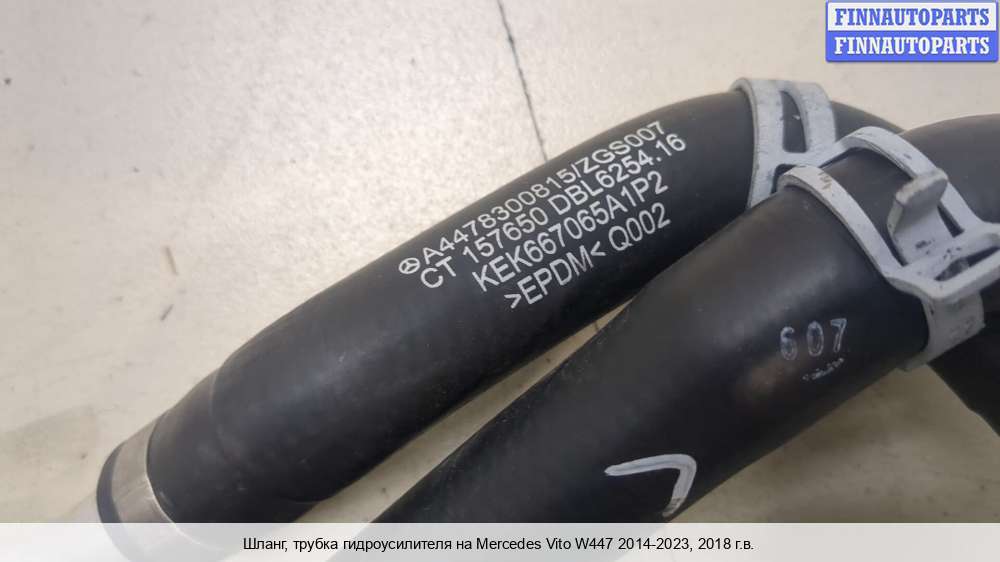 FINNAUTOPARTS
FINNAUTOPARTS
A4478300815/ZGS007
CT 157650 DBL6254.16
KEK667065A1P2
>EPDM< Q002
607
Шланг, трубка гидроусилителя на Mercedes Vito W447 2014-2023, 2018 г.в.